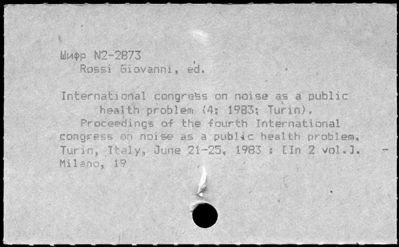 Шифр N2-2873
Rossi Giovanni, ed.
International congress on noise as a public
health problem (4; 1983; Turin).
Proceedings of the fourth International
congress on noise as a public health problem,
Turin, Italy, June 21-25, 1983 : [In 2 vol.]. -
Milano, 19